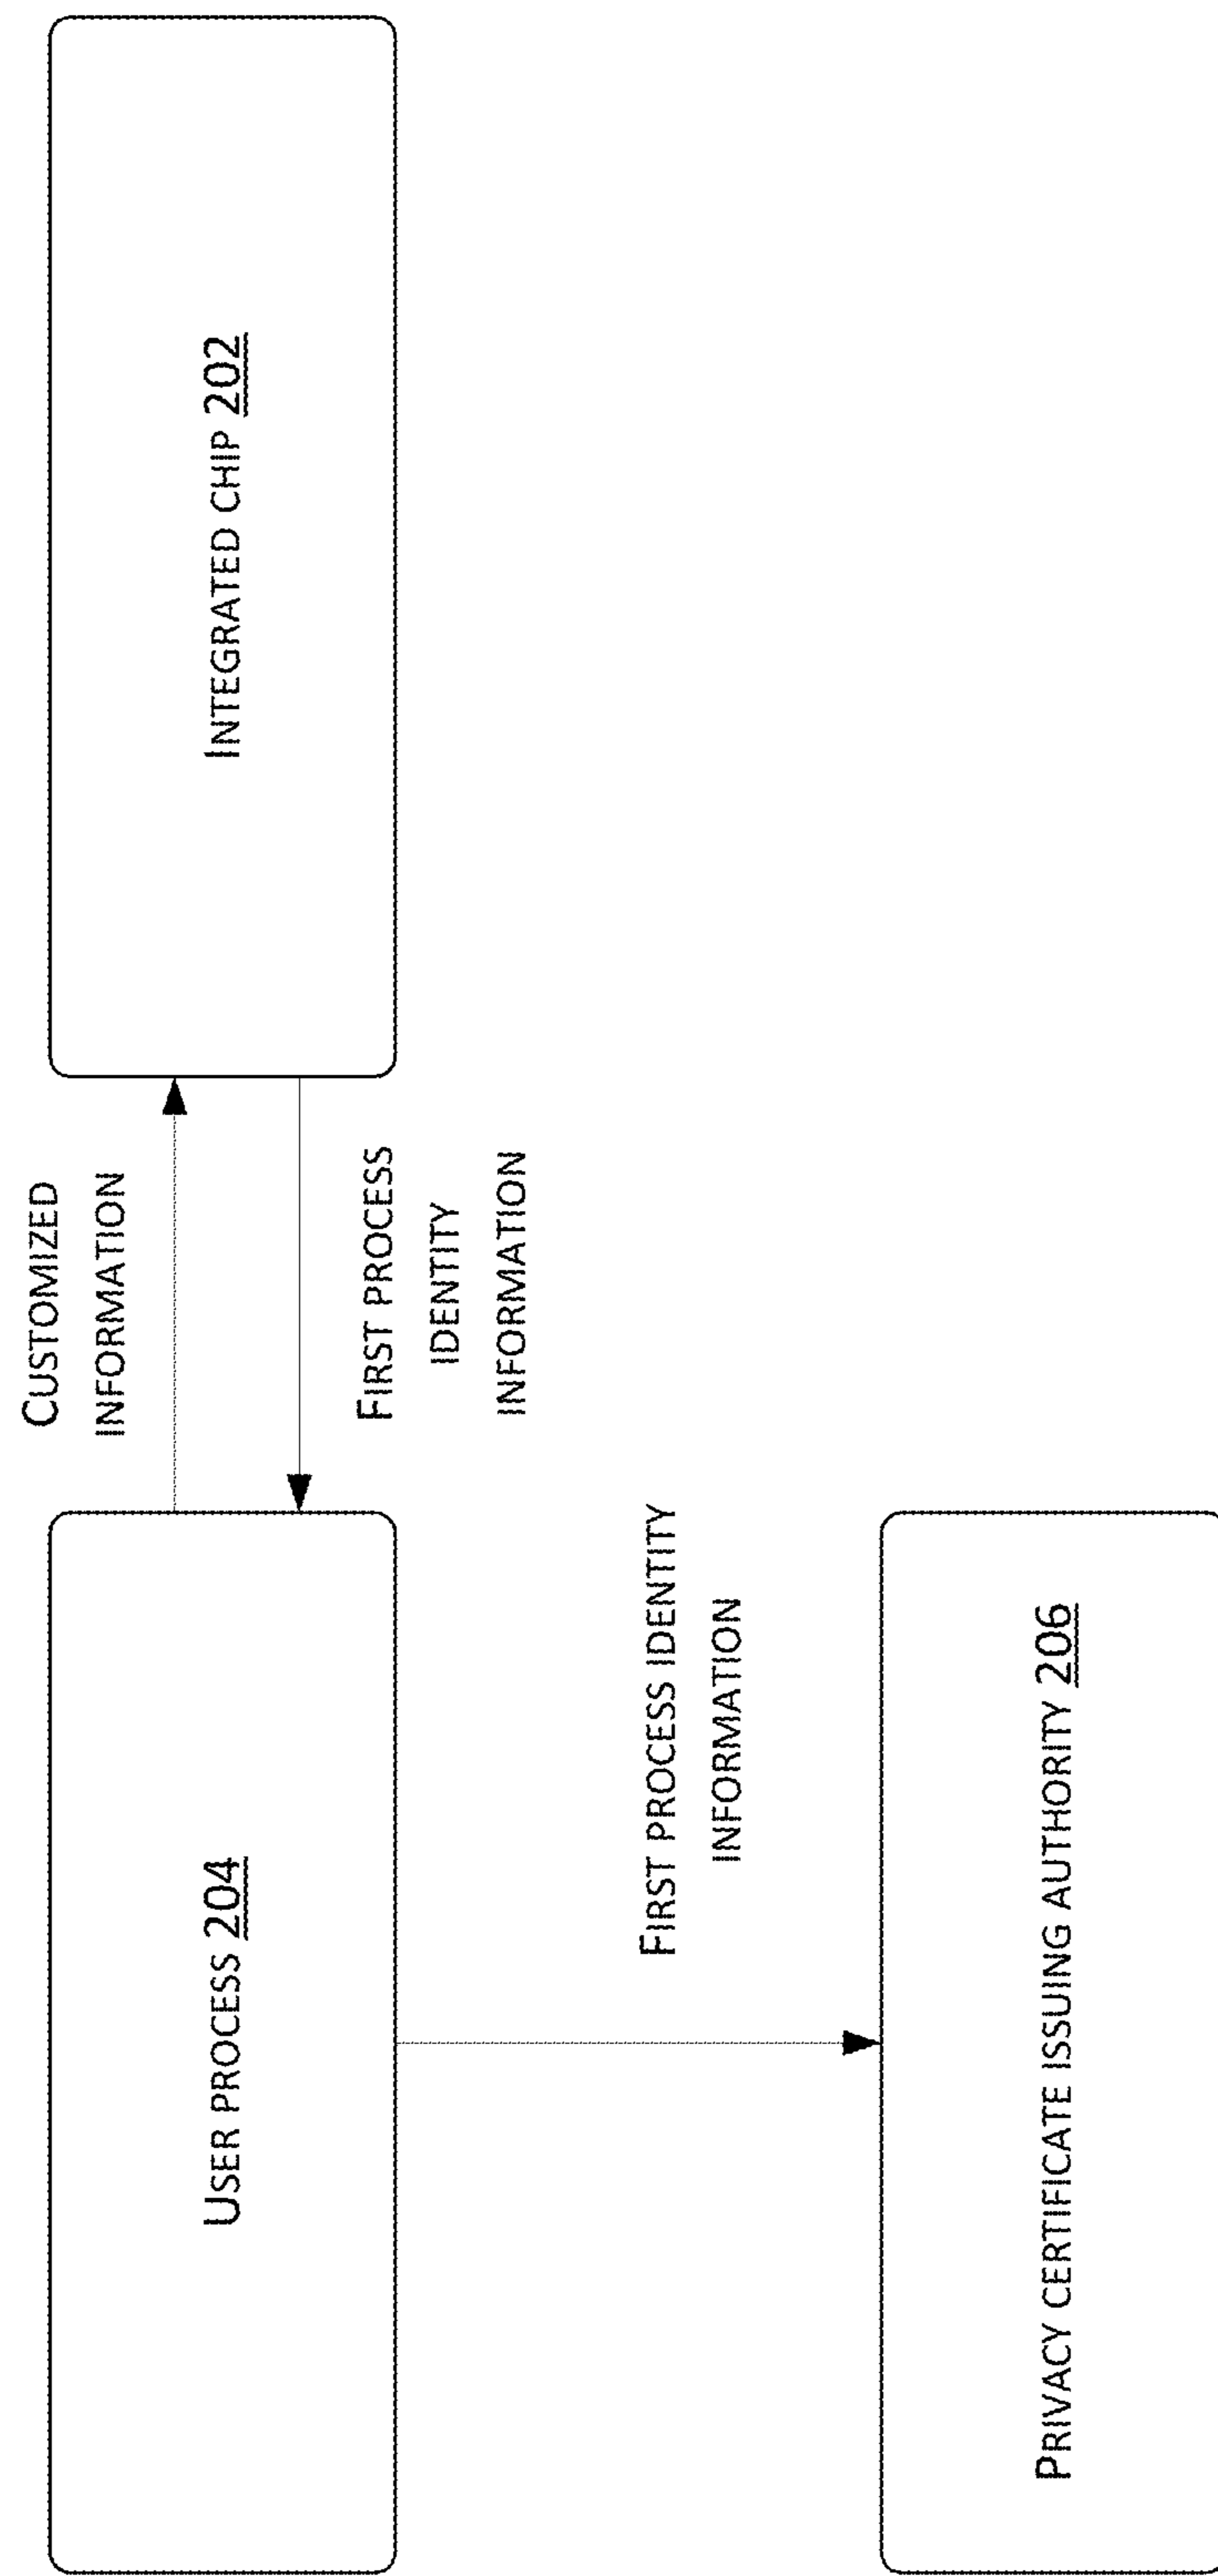 USER PROCESS 204
CUSTOMIZED
INFORMATION
FIRST PROCESS
IDENTITY
INFORMATION
INTEGRATED CHIP 202
FIRST PROCESS IDENTITY
INFORMATION
PRIVACY CERTIFICATE ISSUING AUTHORITY 206